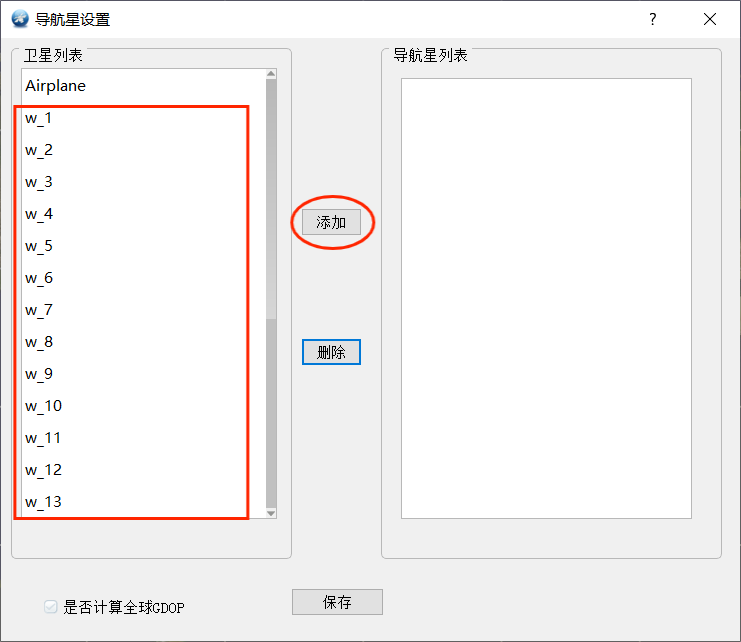 导航星设置
卫星列表
Airplane
w_1
w_2
w_3
w_4
w_5
w_6
w_7
w_8
w_9
w_10
w_11
w_12
w_13
添加
删除
导航星列表
是否计算全球GDOP
保存